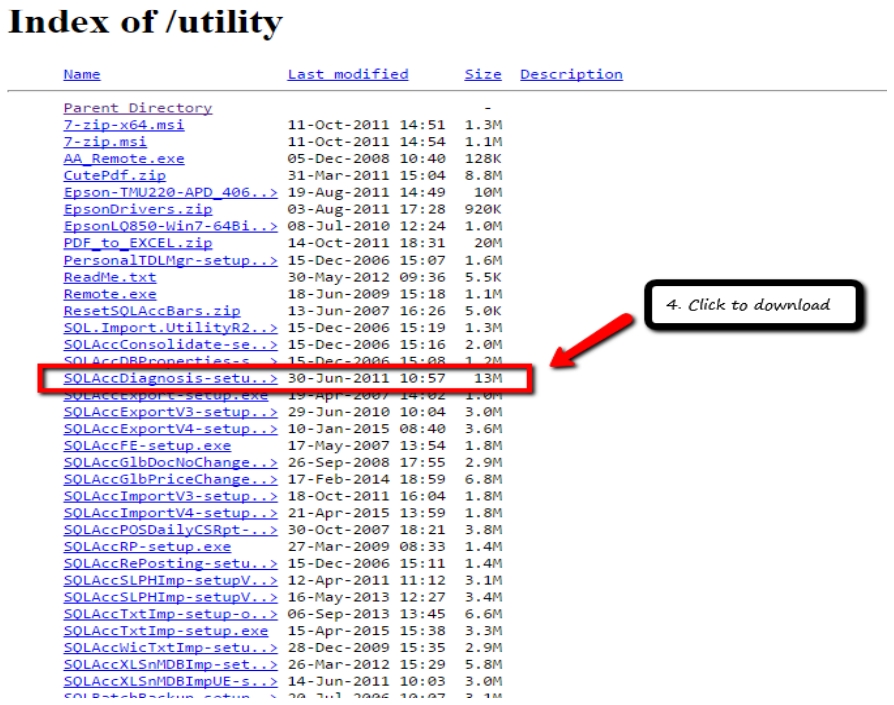 Index of /utility
Name Last modified Size Description
Parent Directory -
7-zip-x64.msi 11-Oct-2011 14:51 1.3M
7-zip.msi 11-Oct-2011 14:54 1.1M
AA_Remote.exe 05-Dec-2008 10:40 128K
CutePdf.zip 31-Mar-2011 15:04 8.8M
Epson-TMU220-APD_406..> 19-Aug-2011 14:49 10M
EpsonDrivers.zip 03-Aug-2011 17:28 920K
EpsonLQ850-Win7-64Bi..> 08-Jul-2010 12:24 1.0M
PDF_to_EXCEL.zip 14-Oct-2011 18:31 20M
PersonalTDLMgr-setup..> 15-Dec-2006 15:07 1.6M
ReadMe.txt 30-May-2012 09:36 5.5K
Remote.exe 18-Jun-2009 15:18 1.1M
ResetSQLAccBars.zip 13-Jun-2007 16:26 5.0K
4. Click to download
SQL.Import.UtilityR2..> 15-Dec-2006 15:19 1.3M
SQLAccConsolidate-se..> 15-Dec-2006 15:16 2.0M
SQLAccDBProperties-s..> 15-Dec-2006 15:08 1.2M
SQLAccDiagnosis-setu..> 30-Jun-2011 10:57 13M
SQLAccExport-setup.exe 19-Apr-2007 14:02 1.0M
SQLAccExportV3-setup..> 29-Jun-2010 10:04 3.0M
SQLAccExportV4-setup..> 10-Jan-2015 08:40 3.6M
SQLAccFE-setup.exe 17-May-2007 13:54 1.8M
SQLAccGlbDocNoChange..> 26-Sep-2008 17:55 2.9M
SQLAccGlbPriceChange..> 17-Feb-2014 18:59 6.8M
SQLAccImportV3-setup..> 18-Oct-2011 16:04 1.8M
SQLAccImportV4-setup..> 21-Apr-2015 13:59 1.8M
SQLAccPOSDailyCSRpt-..> 30-Oct-2007 18:21 3.8M
SQLAccRP-setup.exe 27-Mar-2009 08:33 1.4M
SQLAccRePosting-setu..> 15-Dec-2006 15:11 1.4M
SQLAccSLPHImp-setupV..> 12-Apr-2011 11:12 3.1M
SQLAccSLPHImp-setupV..> 16-May-2013 12:27 3.4M
SQLAccTxtImp-setup-o..> 06-Sep-2013 13:45 6.6M
SQLAccTxtImp-setup.exe 15-Apr-2015 15:38 3.3M
SQLAccWicTxtImp-setu..> 28-Dec-2009 15:35 2.9M
SQLAccXLSnMDBImp-set..> 26-Mar-2012 15:29 5.8M
SQLAccXLSnMDBImpUE-s..> 14-Jun-2011 10:03 3.0M
SQLBatchBackup-setup..> 20-Jul-2006 10:07 3.1M